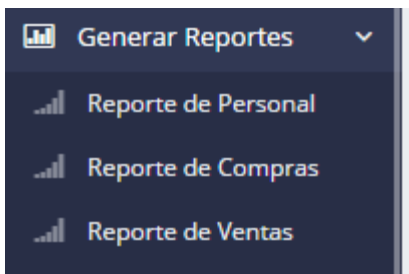 Generar Reportes
Reporte de Personal
Reporte de Compras
Reporte de Ventas